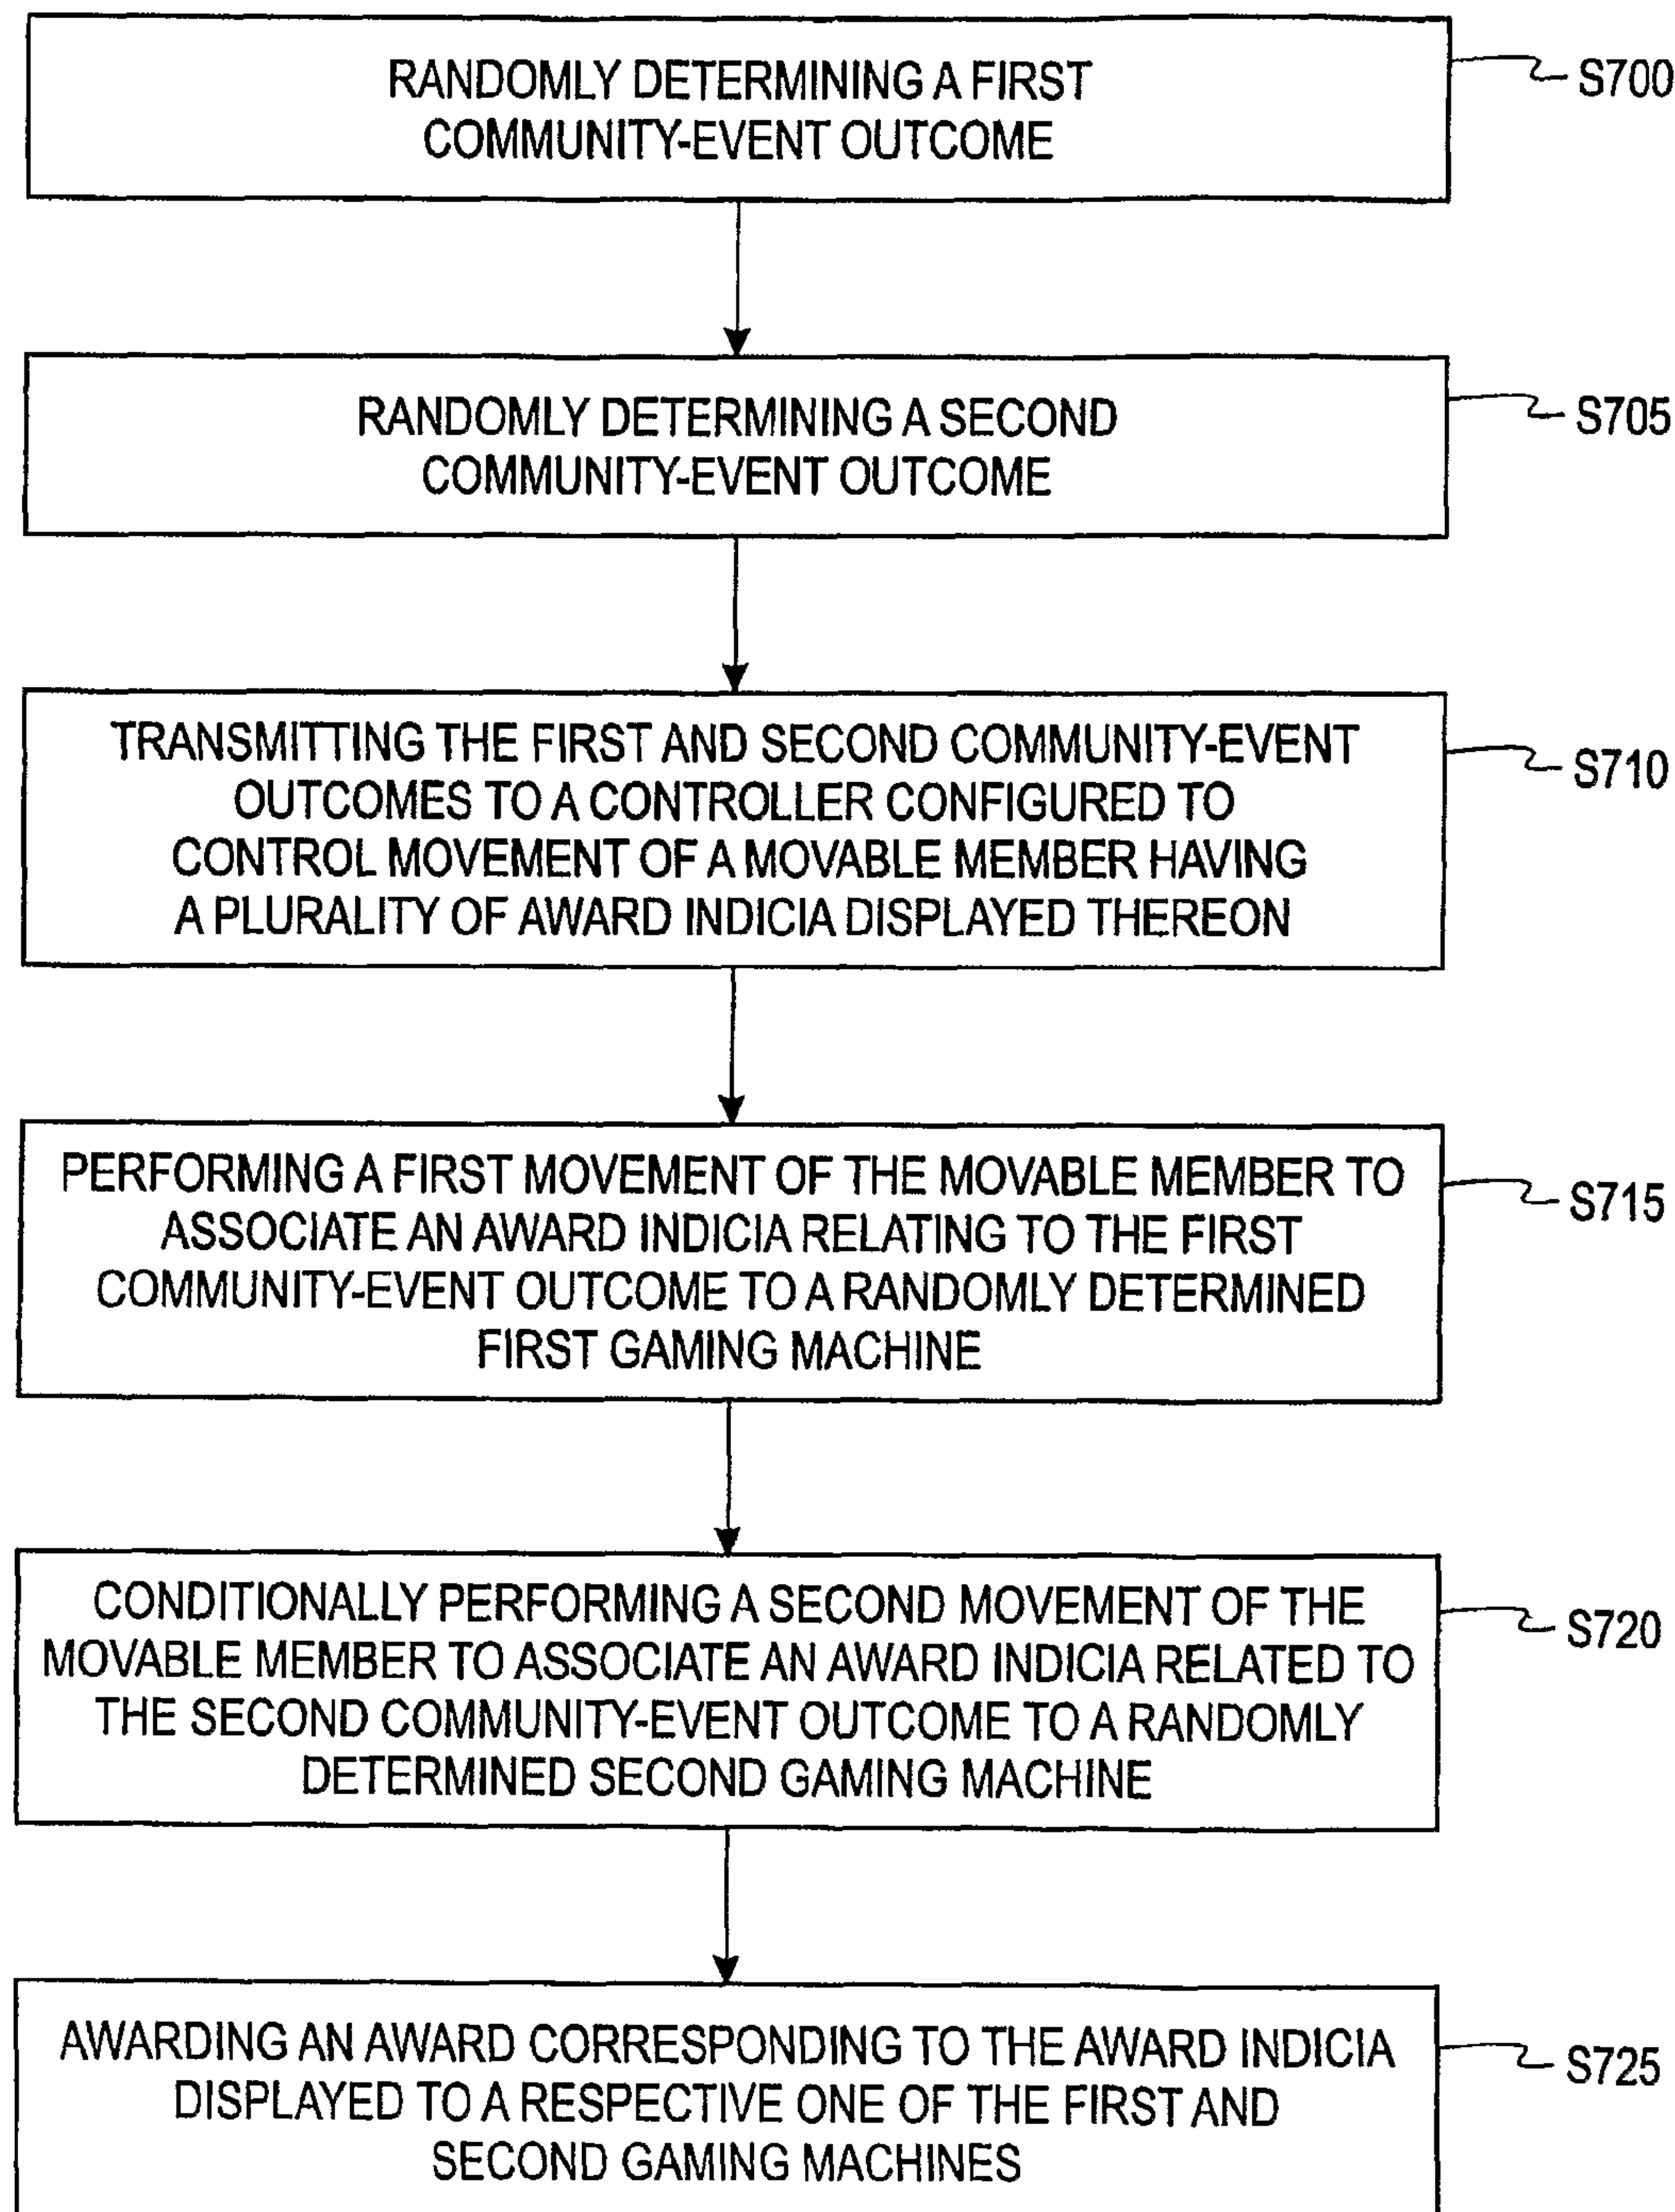 RANDOMLY DETERMINING A FIRST
COMMUNITY-EVENT OUTCOME
S700
RANDOMLY DETERMINING A SECOND
COMMUNITY-EVENT OUTCOME
S705
TRANSMITTING THE FIRST AND SECOND COMMUNITY-EVENT
OUTCOMES TO A CONTROLLER CONFIGURED TO
CONTROL MOVEMENT OF A MOVABLE MEMBER HAVING
A PLURALITY OF AWARD INDICIA DISPLAYED THEREON
S710
PERFORMING A FIRST MOVEMENT OF THE MOVABLE MEMBER TO
ASSOCIATE AN AWARD INDICIA RELATING TO THE FIRST
COMMUNITY-EVENT OUTCOME TO A RANDOMLY DETERMINED
FIRST GAMING MACHINE
S715
CONDITIONALLY PERFORMING A SECOND MOVEMENT OF THE
MOVABLE MEMBER TO ASSOCIATE AN AWARD INDICIA RELATED TO
THE SECOND COMMUNITY-EVENT OUTCOME TO A RANDOMLY
DETERMINED SECOND GAMING MACHINE
S720
AWARDING AN AWARD CORRESPONDING TO THE AWARD INDICIA
DISPLAYED TO A RESPECTIVE ONE OF THE FIRST AND
SECOND GAMING MACHINES
S725